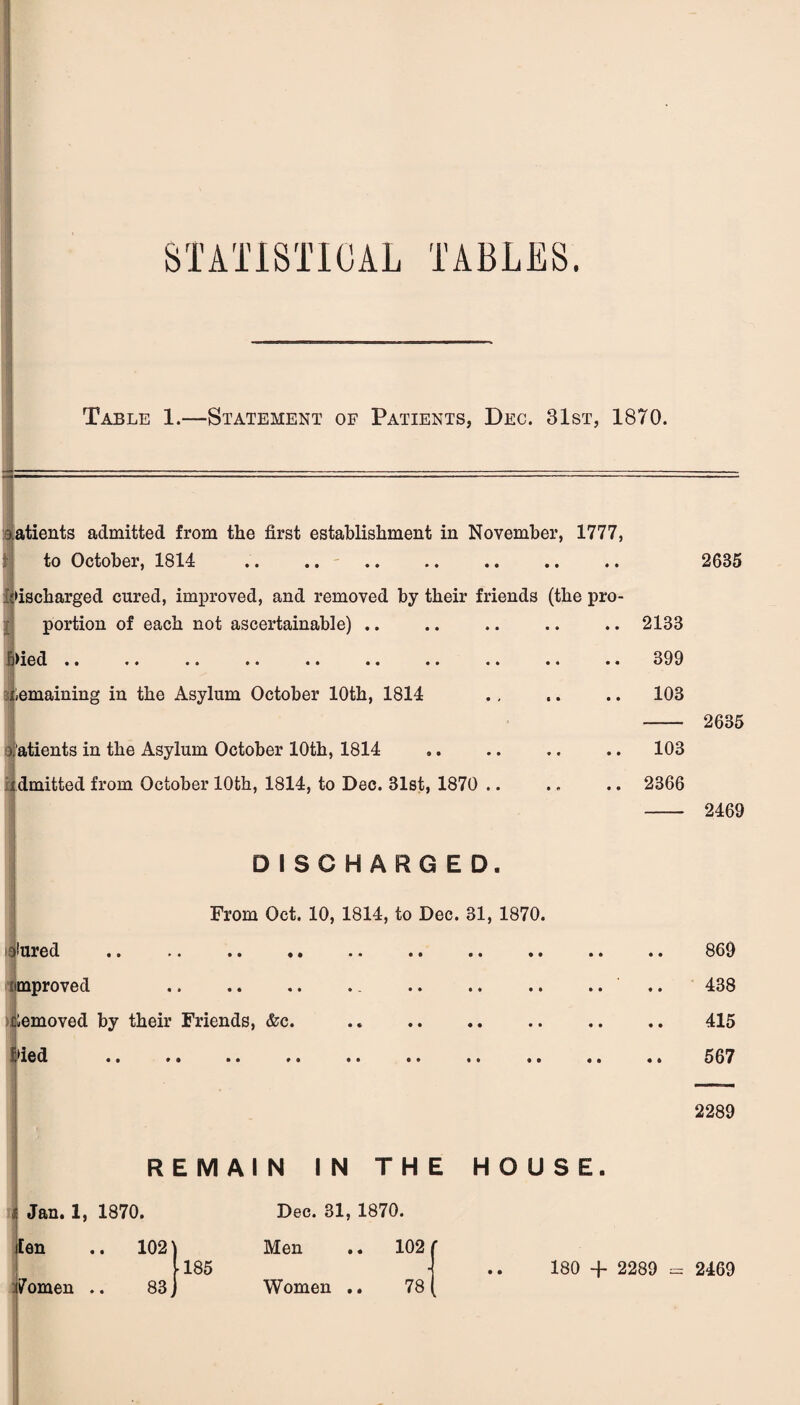 STATISTICAL TABLES.
Table 1.—Statement of Patients, Dec. 31st, 1870.
atients admitted from the first establishment in November, 1777,
to October, 1814 .. .. .. .. .. .. .. 2635
ischarged cured, improved, and removed by their friends (the pro-
portion of each not ascertainable) .. .. .. .. .. 2133
ied .. .. .. .. .. .. .. .. .. .. 399
emaining in the Asylum October 10th, 1814 .. .. .. 103
—— 2635
atients in the Asylum October 10th, 1814 .. .. .. .. 103
dmitted from October 10th, 1814, to Dec. 31st, 1870 .. .. .. 2366
—— 2469
DISCHARGED.
From Oct. 10, 1814, to Dec. 31, 1870.
ured .. .. .. .. .. .. .. .. .. .. 869
mproved .. .. .. .. .. .. .. .. .. 438
emoved by their Friends, &c. .. .. .. .. .. .. 415
ied .. .. .. .. .. .. .. .. .. .. 567
2289
REMAIN IN THE HOUSE.
Jan. 1, 1870. Dec. 31, 1870.
en .. 102 Men .. 102
185 .. 180 + 2289 = 2469
omen .. 83 Women .. 78